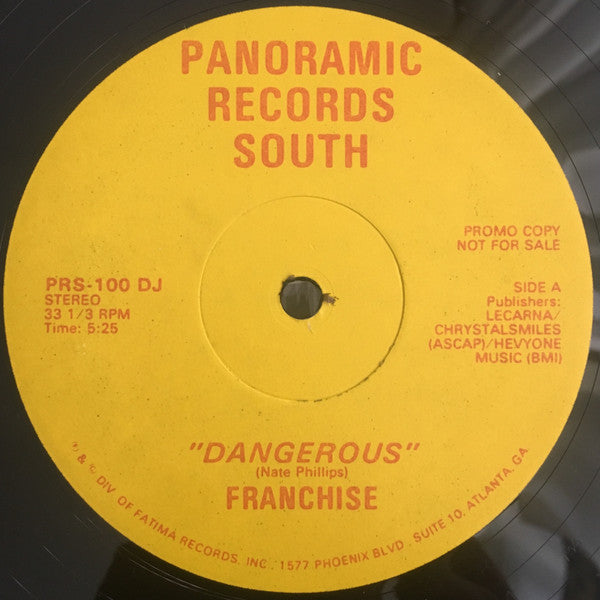 PANORAMIC
RECORDS
SOUTH
PROMO COPY
NOT FOR SALE
PRS-100 DJ
STEREO
33 1/3 RPM
Time: 5:25
SIDE A
Publishers:
LECARNA/
CHRYSTALSMILES
(ASCAP)/HEVYONE
MUSIC (BMI)
"DANGEROUS"
(Nate Phillips)
FRANCHISE
℗ & © DIV. OF FATIMA RECORDS, INC., 1577 PHOENIX BLVD., SUITE 10, ATLANTA, GA.